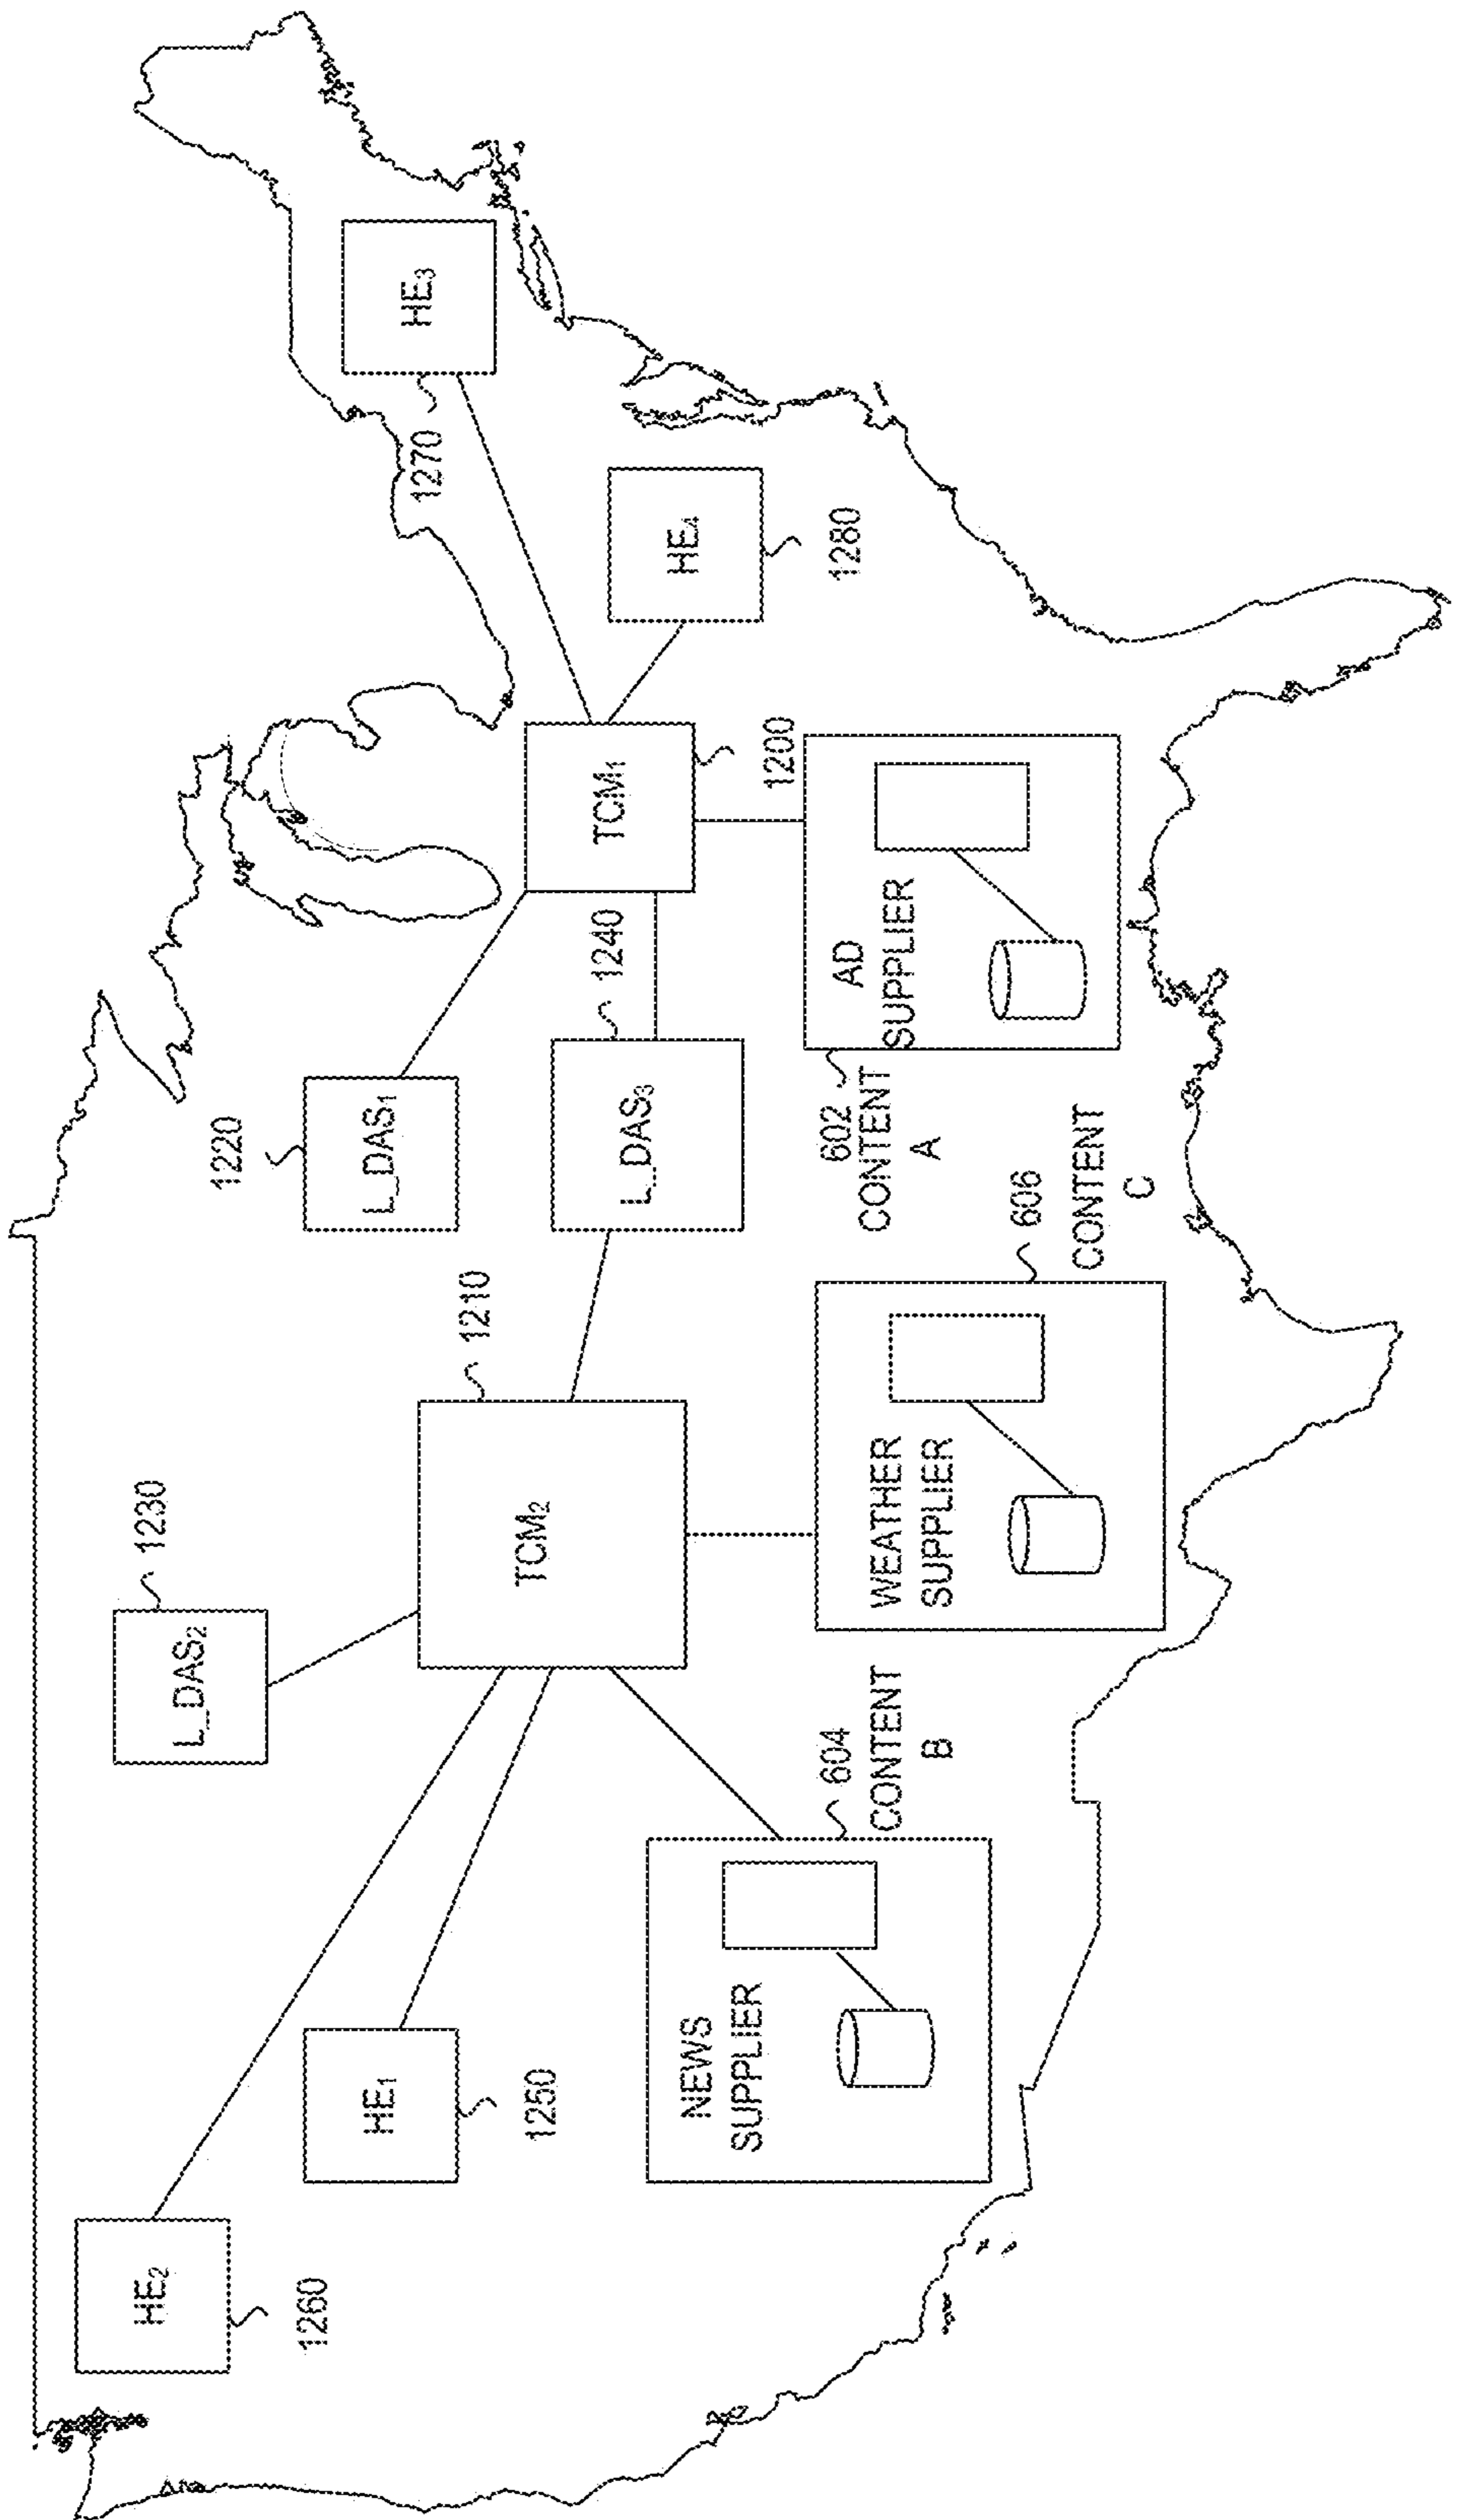 HE₂
1260
HE₁
1250
L_DAS₂
1230
TCM₂
1210
L_DAS₁
1220
L_DAS₃
1240
TCM₁
1200
HE₃
1270
HE₄
1280
NEWS
SUPPLIER
604
CONTENT
B
WEATHER
SUPPLIER
606
CONTENT
C
AD
SUPPLIER
602
CONTENT
A